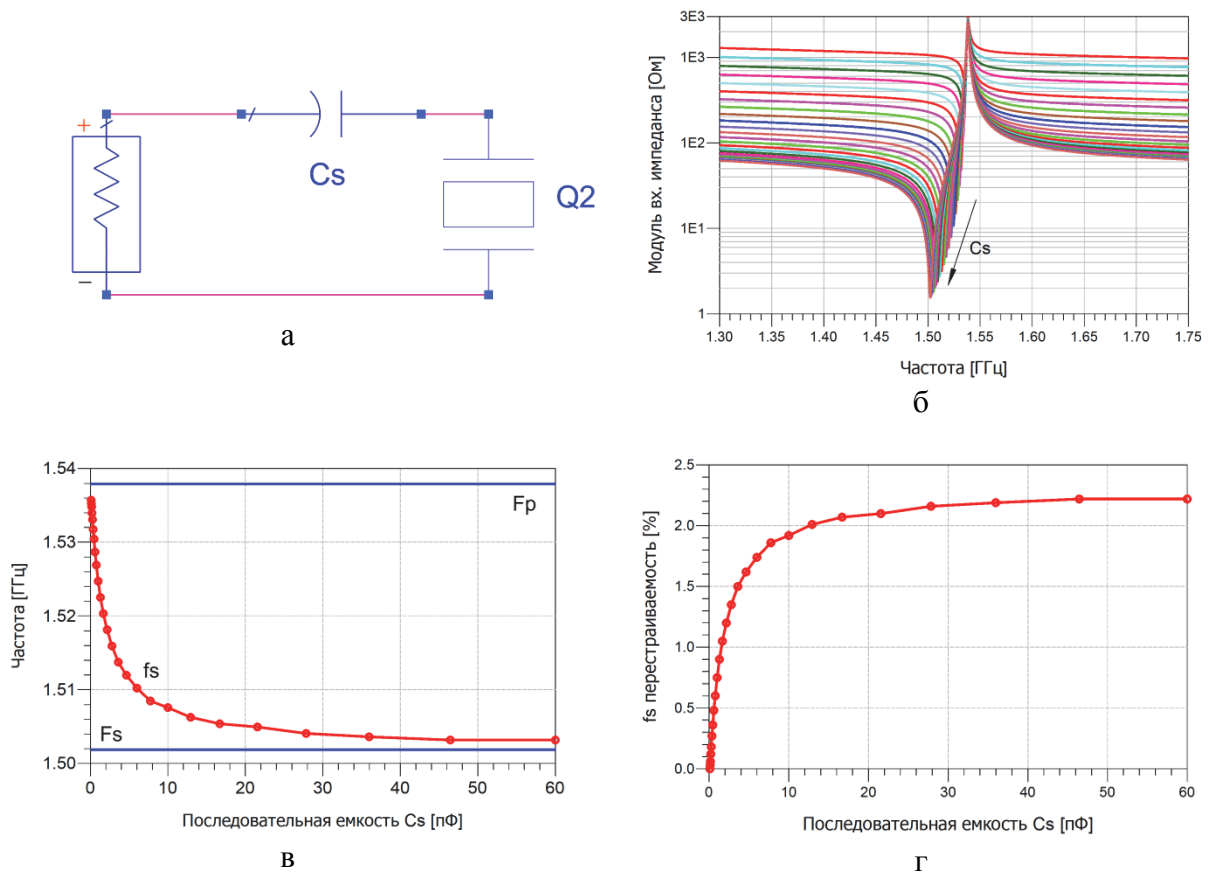 +
Cs
Q2
−
а
Модуль вх. импеданса [Ом]
3E3
1E3
1E2
1E1
1
Cs
1.30 1.35 1.40 1.45 1.50 1.55 1.60 1.65 1.70 1.75
Частота [ГГц]
б
Частота [ГГц]
1.54
1.53
1.52
1.51
1.50
Fp
fs
Fs
0 10 20 30 40 50 60
Последовательная емкость Cs [пФ]
в
fs перестраиваемость [%]
2.5
2.0
1.5
1.0
0.5
0.0
0 10 20 30 40 50 60
Последовательная емкость Cs [пФ]
г